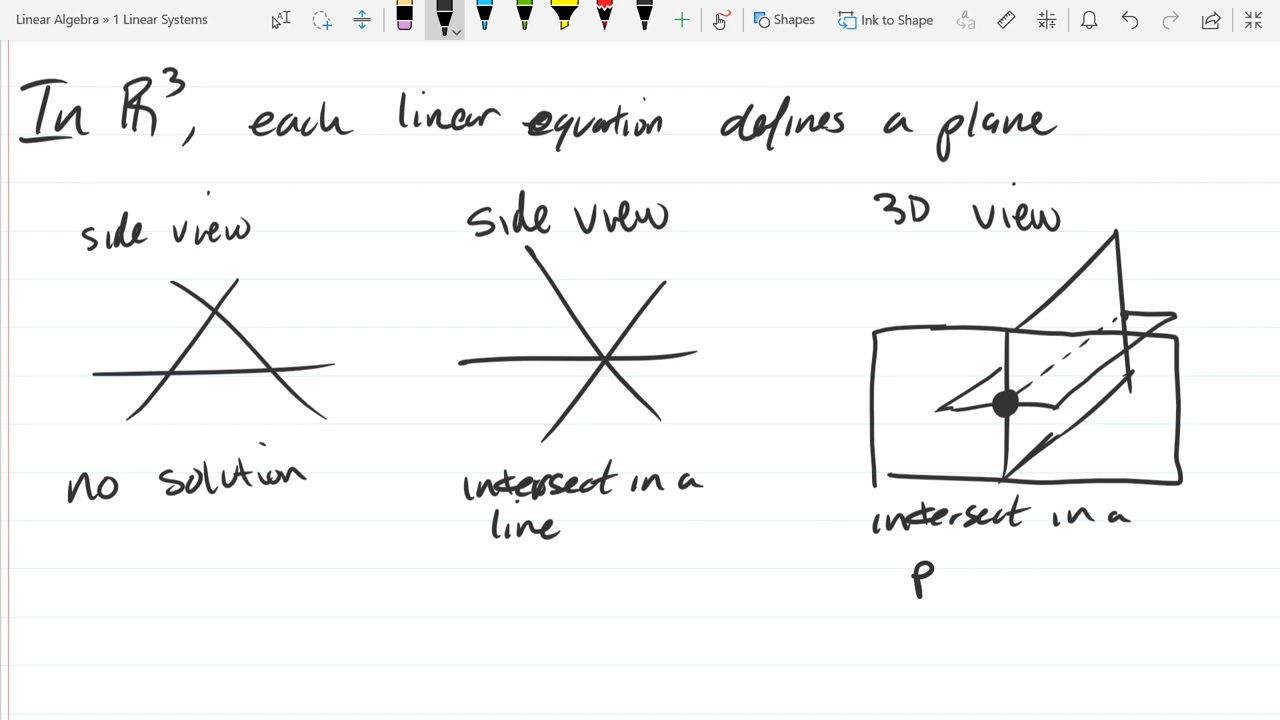 Linear Algebra » 1 Linear Systems
Shapes
Ink to Shape
In ℝ³, each linear equation defines a plane
side view
side view
3D view
no solution
intersect in a
line
intersect in a
P